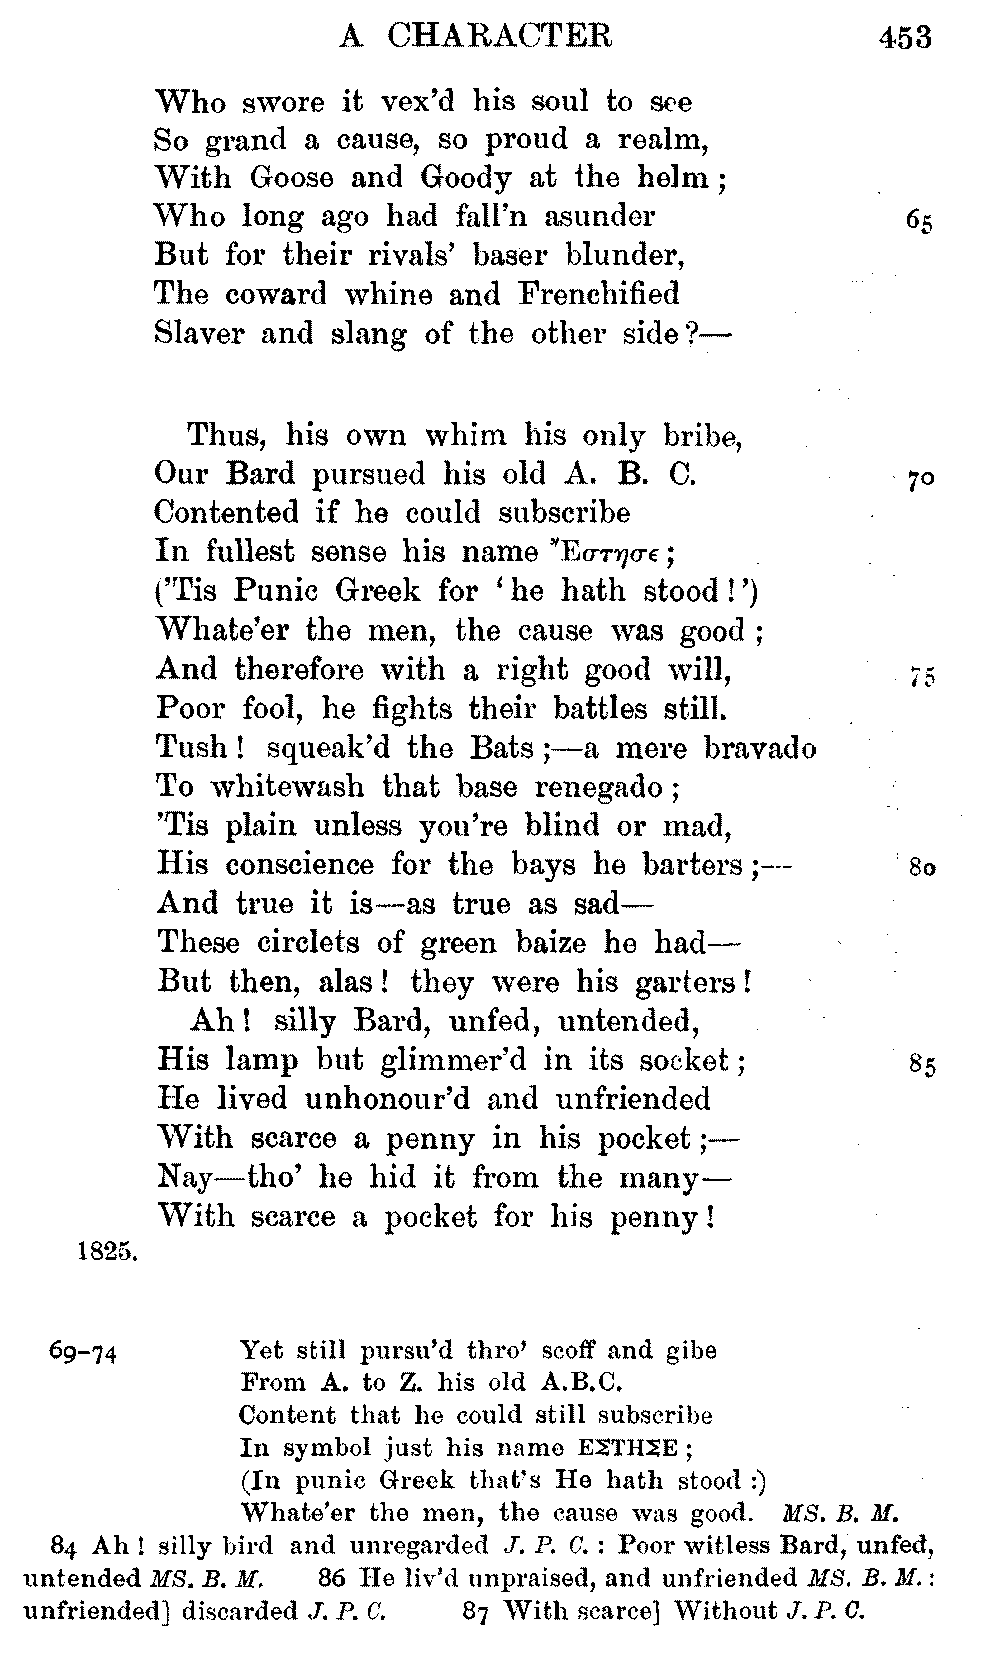 A CHARACTER 453
Who swore it vex'd his soul to see
So grand a cause, so proud a realm,
With Goose and Goody at the helm;
Who long ago had fall'n asunder 65
But for their rivals' baser blunder,
The coward whine and Frenchified
Slaver and slang of the other side?—
Thus, his own whim his only bribe,
Our Bard pursued his old A. B. C. 70
Contented if he could subscribe
In fullest sense his name Ἔστησε;
('Tis Punic Greek for 'he hath stood!')
Whate'er the men, the cause was good;
And therefore with a right good will, 75
Poor fool, he fights their battles still.
Tush! squeak'd the Bats;—a mere bravado
To whitewash that base renegado;
'Tis plain unless you're blind or mad,
His conscience for the bays he barters;— 80
And true it is—as true as sad—
These circlets of green baize he had—
But then, alas! they were his garters!
Ah! silly Bard, unfed, untended,
His lamp but glimmer'd in its socket; 85
He lived unhonour'd and unfriended
With scarce a penny in his pocket;—
Nay—tho' he hid it from the many—
With scarce a pocket for his penny!
1825.
69-74 Yet still pursu'd thro' scoff and gibe
From A. to Z. his old A.B.C.
Content that he could still subscribe
In symbol just his name ΕΣΤΗΣΕ;
(In punic Greek that's He hath stood:)
Whate'er the men, the cause was good. MS. B. M.
84 Ah! silly bird and unregarded J. P. C.: Poor witless Bard, unfed,
untended MS. B. M. 86 He liv'd unpraised, and unfriended MS. B. M.:
unfriended] discarded J. P. C. 87 With scarce] Without J. P. C.